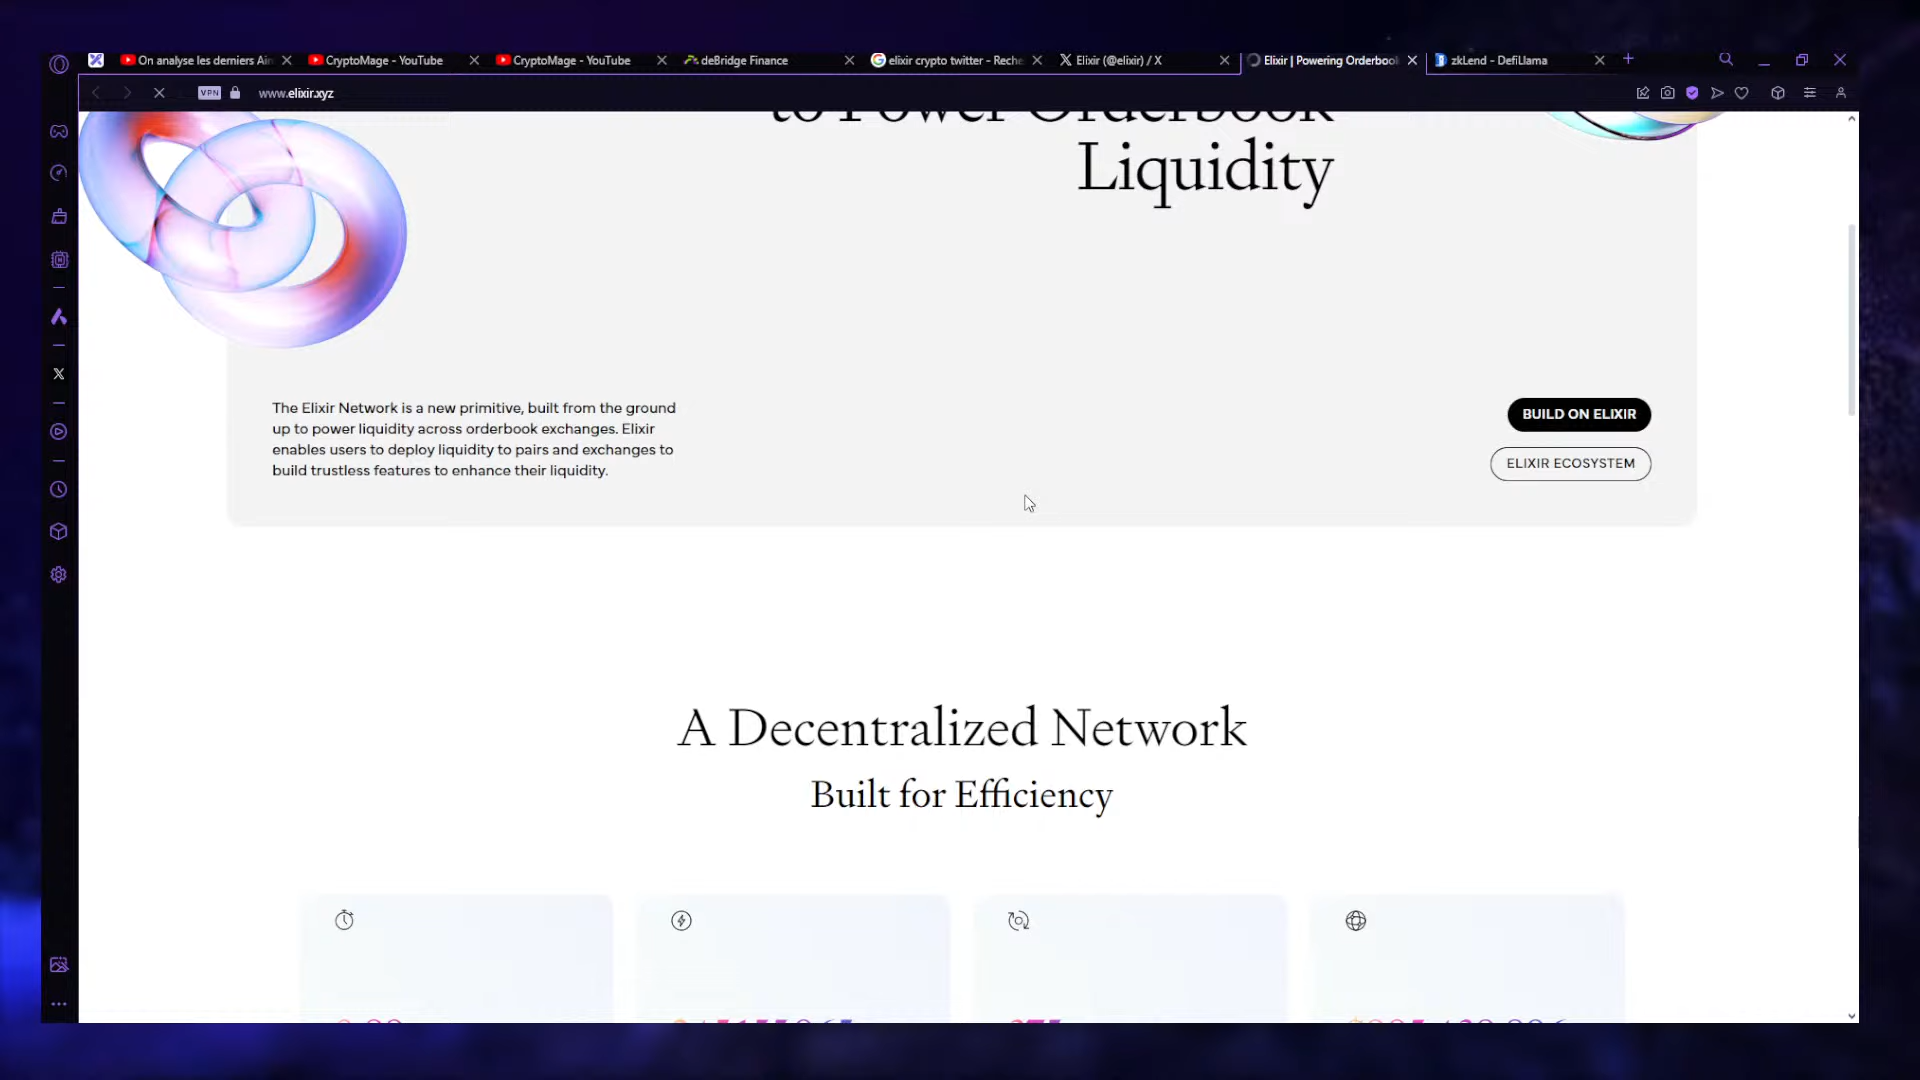 On analyse les derniers Air
CryptoMage - YouTube
CryptoMage - YouTube
deBridge Finance
elixir crypto twitter - Reche
Elixir (@elixir) / X
Elixir | Powering Orderbook
zkLend - DefiLlama
VPN
www.elixir.xyz
to Power Orderbook
Liquidity
The Elixir Network is a new primitive, built from the ground
up to power liquidity across orderbook exchanges. Elixir
enables users to deploy liquidity to pairs and exchanges to
build trustless features to enhance their liquidity.
BUILD ON ELIXIR
ELIXIR ECOSYSTEM
A Decentralized Network
Built for Efficiency